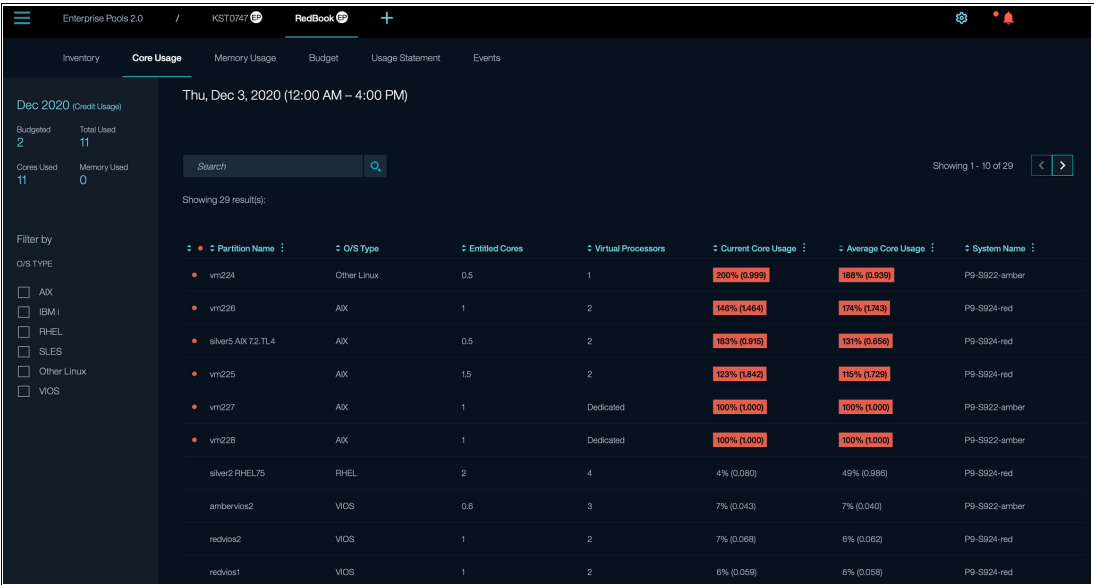 Enterprise Pools 2.0 / KST0747 EP RedBook EP +
Inventory Core Usage Memory Usage Budget Usage Statement Events
Dec 2020 (Credit Usage)
Budgeted Total Used
2 11
Cores Used Memory Used
11 0
Filter by
O/S TYPE
AIX
IBM i
RHEL
SLES
Other Linux
VIOS
Thu, Dec 3, 2020 (12:00 AM – 4:00 PM)
Search
Showing 1 - 10 of 29 < >
Showing 29 result(s):
Partition Name O/S Type Entitled Cores Virtual Processors Current Core Usage Average Core Usage System Name
vm224 Other Linux 0.5 1 200% (0.999) 188% (0.939) P9-S922-amber
vm226 AIX 1 2 146% (1.464) 174% (1.743) P9-S924-red
silver5 AIX 7.2.TL4 AIX 0.5 2 183% (0.915) 131% (0.656) P9-S924-red
vm225 AIX 1.5 2 123% (1.842) 115% (1.729) P9-S924-red
vm227 AIX 1 Dedicated 100% (1.000) 100% (1.000) P9-S922-amber
vm228 AIX 1 Dedicated 100% (1.000) 100% (1.000) P9-S922-amber
silver2 RHEL75 RHEL 2 4 4% (0.080) 49% (0.986) P9-S924-red
ambervios2 VIOS 0.6 3 7% (0.043) 7% (0.040) P9-S922-amber
redvios2 VIOS 1 2 7% (0.068) 6% (0.062) P9-S924-red
redvios1 VIOS 1 2 6% (0.059) 6% (0.058) P9-S924-red